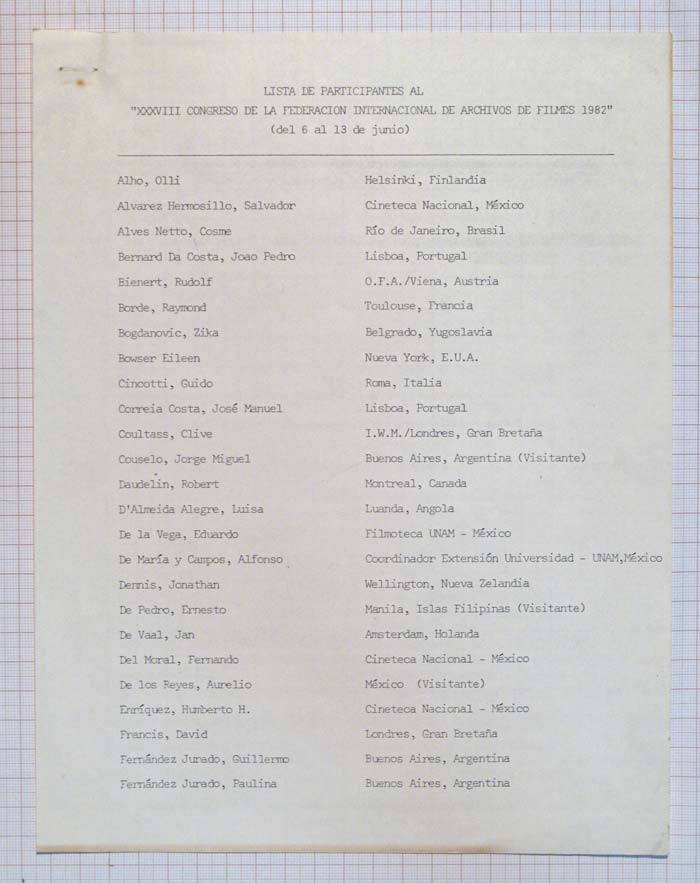 LISTA DE PARTICIPANTES AL
"XXXVIII CONGRESO DE LA FEDERACION INTERNACIONAL DE ARCHIVOS DE FILMES 1982"
(del 6 al 13 de junio)
Alho, Olli Helsinki, Finlandia
Alvarez Hermosillo, Salvador Cineteca Nacional, México
Alves Netto, Cosme Río de Janeiro, Brasil
Bernard Da Costa, Joao Pedro Lisboa, Portugal
Bienert, Rudolf O.F.A./Viena, Austria
Borde, Raymond Toulouse, Francia
Bogdanovic, Zika Belgrado, Yugoslavia
Bowser Eileen Nueva York, E.U.A.
Cincotti, Guido Roma, Italia
Correia Costa, José Manuel Lisboa, Portugal
Coultass, Clive I.W.M./Londres, Gran Bretaña
Couselo, Jorge Miguel Buenos Aires, Argentina (Visitante)
Daudelin, Robert Montreal, Canada
D'Almeida Alegre, Luisa Luanda, Angola
De la Vega, Eduardo Filmoteca UNAM - México
De María y Campos, Alfonso Coordinador Extensión Universidad - UNAM,México
Dennis, Jonathan Wellington, Nueva Zelandia
De Pedro, Ernesto Manila, Islas Filipinas (Visitante)
De Vaal, Jan Amsterdam, Holanda
Del Moral, Fernando Cineteca Nacional - México
De los Reyes, Aurelio México (Visitante)
Enríquez, Humberto H. Cineteca Nacional - México
Francis, David Londres, Gran Bretaña
Fernández Jurado, Guillermo Buenos Aires, Argentina
Fernández Jurado, Paulina Buenos Aires, Argentina